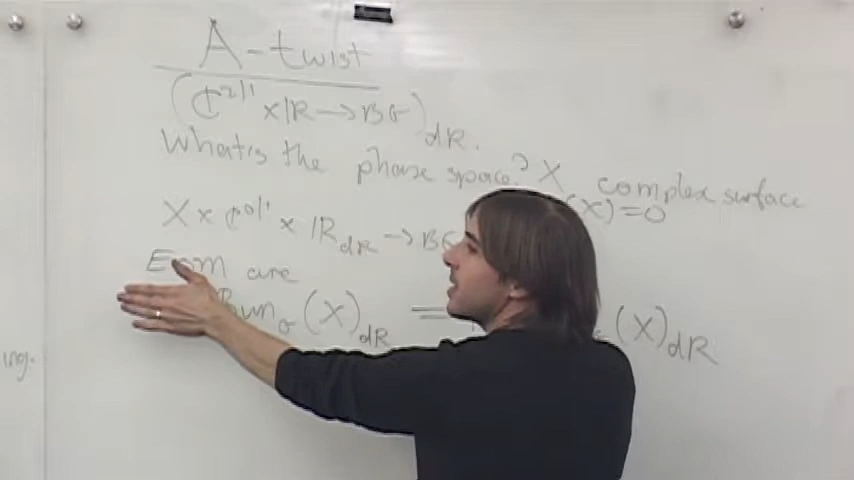 A-twist
(ℂ^{2|1} × ℝ → BG)_{dR}.
What's the phase space? X complex surface
(X)=0
X × ℂ^{0|1} × ℝ_{dR} → BG
Eom are
Bun_G (X)_{dR} = (X)_{dR}
ing.